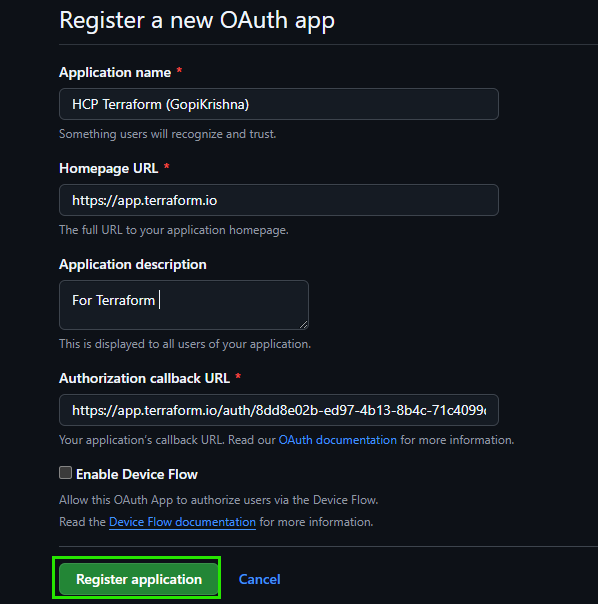 Register a new OAuth app
Application name *
HCP Terraform (GopiKrishna)
Something users will recognize and trust.
Homepage URL *
https://app.terraform.io
The full URL to your application homepage.
Application description
For Terraform
This is displayed to all users of your application.
Authorization callback URL *
https://app.terraform.io/auth/8dd8e02b-ed97-4b13-8b4c-71c4099c
Your application's callback URL. Read our OAuth documentation for more information.
Enable Device Flow
Allow this OAuth App to authorize users via the Device Flow.
Read the Device Flow documentation for more information.
Register application
Cancel